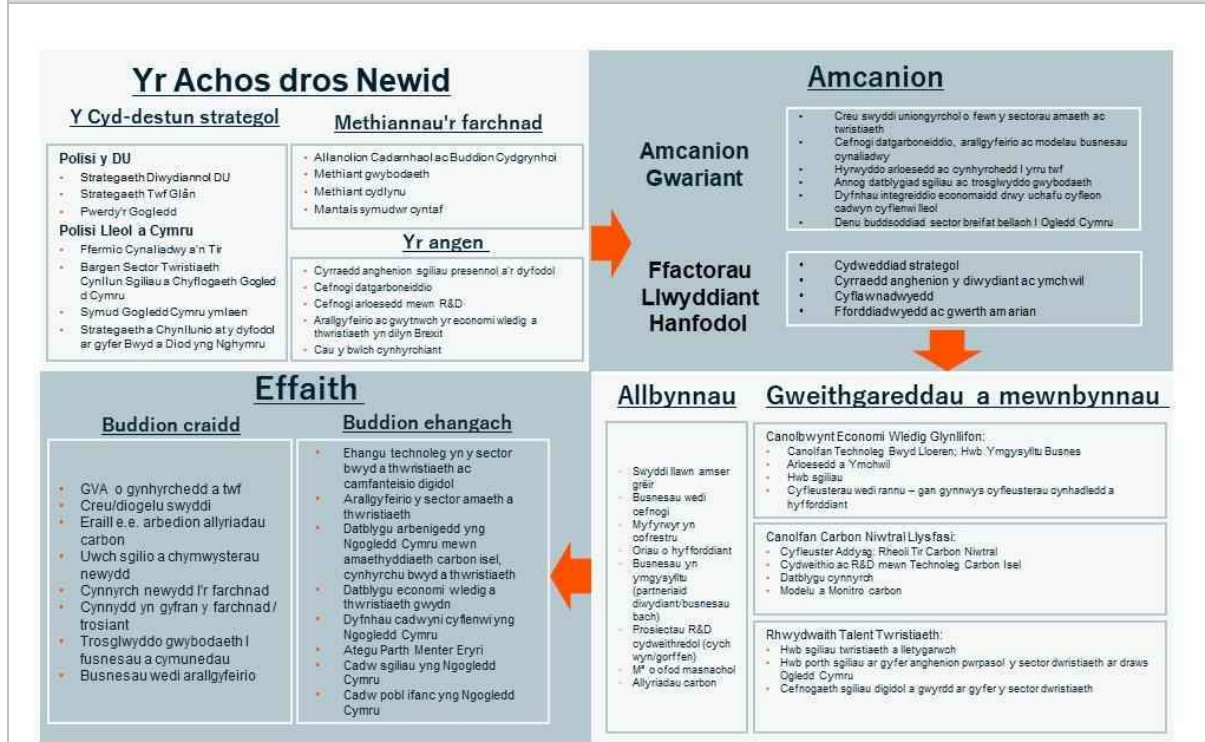 Yr Achos dros Newid
Y Cyd-destun strategol
Polisi y DU
- Strategaeth Diwydiannol DU
- Strategaeth Twf Glân
- Pwerdy'r Gogledd
Polisi Lleol a Cymru
- Ffermio Cynaliadwy a'n Tir
- Bargen Sector Twristiaeth
Cynllun Sgiliau a Chyflogaeth Gogled
d Cymru
- Symud Gogledd Cymru ymlaen
- Strategaeth a Chynllunio at y dyfodol
ar gyfer Bwyd a Diod yng Nghymru
Methiannau'r farchnad
• Allanolion Cadarnhaol ac Buddion Cydgrynhoi
• Methiant gwybodaeth
• Methiant cydlynu
• Mantais symudwr cyntaf
Yr angen
• Cyrraedd anghenion sgiliau presennol a'r dyfodol
• Cefnogi datgarboneiddio
• Cefnogi arloesedd mewn R&D
• Arallgyfeirio ac gwytnwch yr economi wledig a
thwristiaeth yn dilyn Brexit
• Cau y bwlch cynhyrchiant
Amcanion
Amcanion
Gwariant
• Creu swyddi uniongyrchol o fewn y sectorau amaeth ac
twristiaeth
• Cefnogi datgarboneiddio, arallgyfeirio ac modelau busnesau
cynaliadwy
• Hyrwyddo arloesedd ac cynhyrchedd I yrru twf
• Annog datblygiad sgiliau ac trosglwyddo gwybodaeth
• Dyfnhau integreiddio economaidd drwy uchafu cyfleon
cadwyn cyflenwi lleol
• Denu buddsoddiad sector breifat bellach I Ogledd Cymru
Ffactorau
Llwyddiant
Hanfodol
• Cydweddiad strategol
• Cyrraedd anghenion y diwydiant ac ymchwil
• Cyflawnadwyedd
• Fforddiadwyedd ac gwerth am arian
Gweithgareddau a mewnbynnau
Canolbwynt Economi Wledig Glynllifon:
• Canolfan Technoleg Bwyd Lloeren; Hwb Ymgysylltu Busnes
• Arloesedd a Ymchwil
• Hwb sgiliau
• Cyfleusterau wedi rannu – gan gynnwys cyfleusterau cynhadledd a
hyfforddiant
Canolfan Carbon Niwtral Llysfasi:
• Cyfleuster Addysg: Rheoli Tir Carbon Niwtral
• Cydweithio ac R&D mewn Technoleg Carbon Isel
• Datblygu cynnyrch
• Modelu a Monitro carbon
Rhwydwaith Talent Twristiaeth:
• Hwb sgiliau twristiaeth a lletygarwch
• Hwb porth sgiliau ar gyfer anghenion pwrpasol y sector dwristiaeth ar draws
Ogledd Cymru
• Cefnogaeth sgiliau digidol a gwyrdd ar gyfer y sector dwristiaeth
Allbynnau
- Swyddi llawn amser
grëir
- Busnesau wedi
cefnogi
- Myfyrwyr yn
cofrestru
- Oriau o hyfforddiant
- Busnesau yn
ymgysylltu
(partneriaid
diwydiant/busnesau
bach)
- Prosiectau R&D
cydweithredol (cych
wyn/gorffen)
- M² o ofod masnachol
- Allyriadau carbon
Effaith
Buddion craidd
• GVA o gynhyrchedd a twf
• Creu/diogelu swyddi
• Eraill e.e. arbedion allyriadau
carbon
• Uwch sgilio a chymwysterau
newydd
• Cynnyrch newydd I'r farchnad
• Cynnydd yn gyfran y farchnad /
trosiant
• Trosglwyddo gwybodaeth I
fusnesau a cymunedau
• Busnesau wedi arallgyfeirio
Buddion ehangach
• Ehangu technoleg yn y sector
bwyd a thwristiaeth ac
camfanteisio digidol
• Arallgyfeirio y sector amaeth a
thwristiaeth
• Datblygu arbenigedd yng
Ngogledd Cymru mewn
amaethyddiaeth carbon isel,
cynhyrchu bwyd a thwristiaeth
• Datblygu economi wledig a
thwristiaeth gwydn
• Dyfnhau cadwyni cyflenwi yng
Ngogledd Cymru
• Ategu Parth Menter Eryri
• Cadw sgiliau yng Ngogledd
Cymru
• Cadw pobl ifanc yng Ngogledd
Cymru